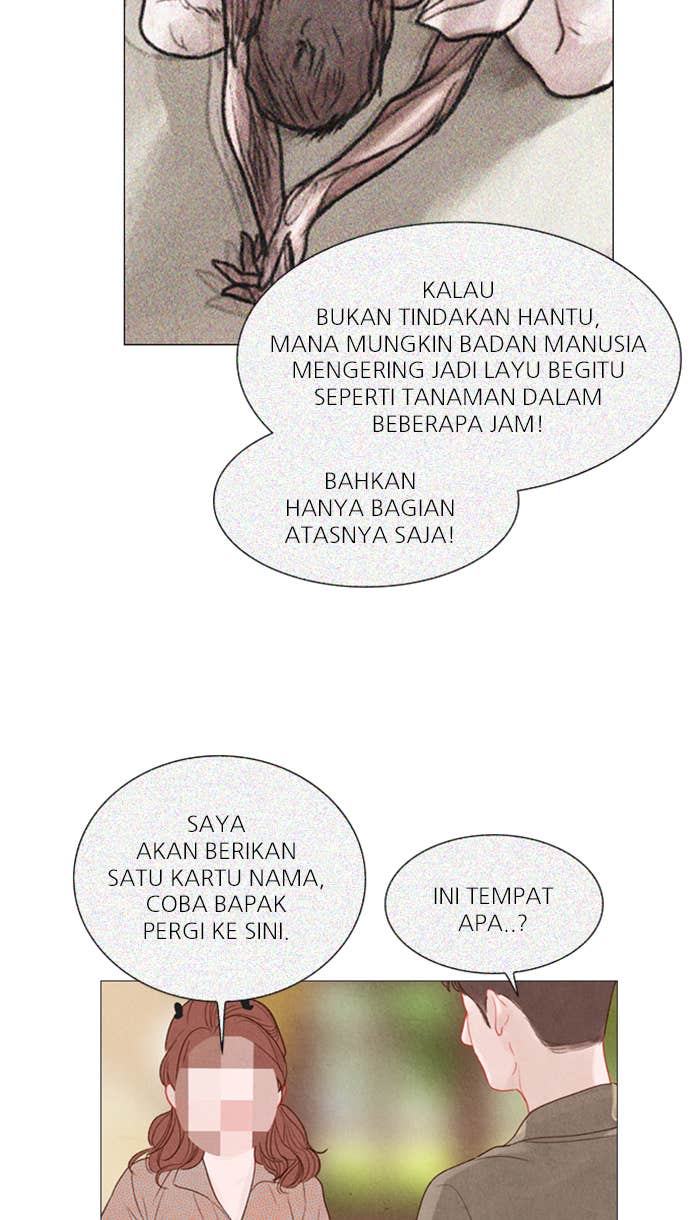 KALAU
BUKAN TINDAKAN HANTU,
MANA MUNGKIN BADAN MANUSIA
MENGERING JADI LAYU BEGITU
SEPERTI TANAMAN DALAM
BEBERAPA JAM!
BAHKAN
HANYA BAGIAN
ATASNYA SAJA!
SAYA
AKAN BERIKAN
SATU KARTU NAMA,
COBA BAPAK
PERGI KE SINI.
INI TEMPAT
APA..?